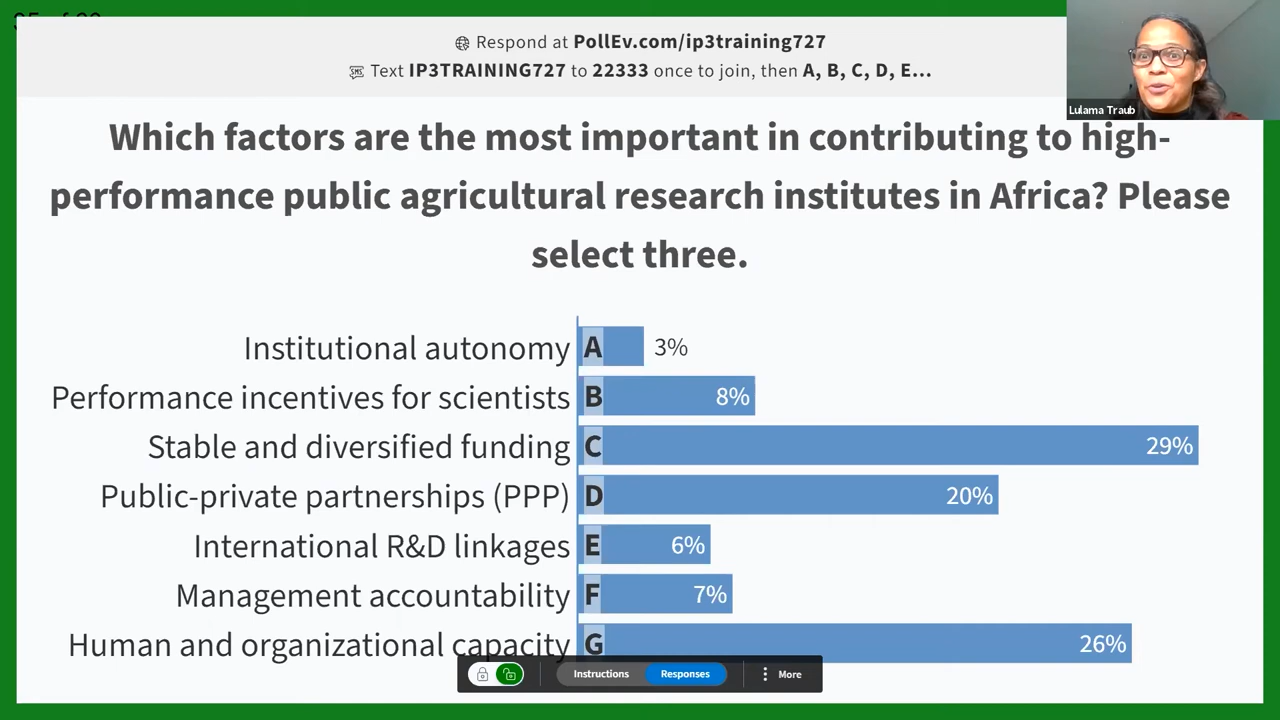 Respond at PollEv.com/ip3training727
Text IP3TRAINING727 to 22333 once to join, then A, B, C, D, E...
Lulama Traub
Which factors are the most important in contributing to high-
performance public agricultural research institutes in Africa? Please
select three.
Institutional autonomy A 3%
Performance incentives for scientists B 8%
Stable and diversified funding C 29%
Public-private partnerships (PPP) D 20%
International R&D linkages E 6%
Management accountability F 7%
Human and organizational capacity G 26%
Instructions Responses More